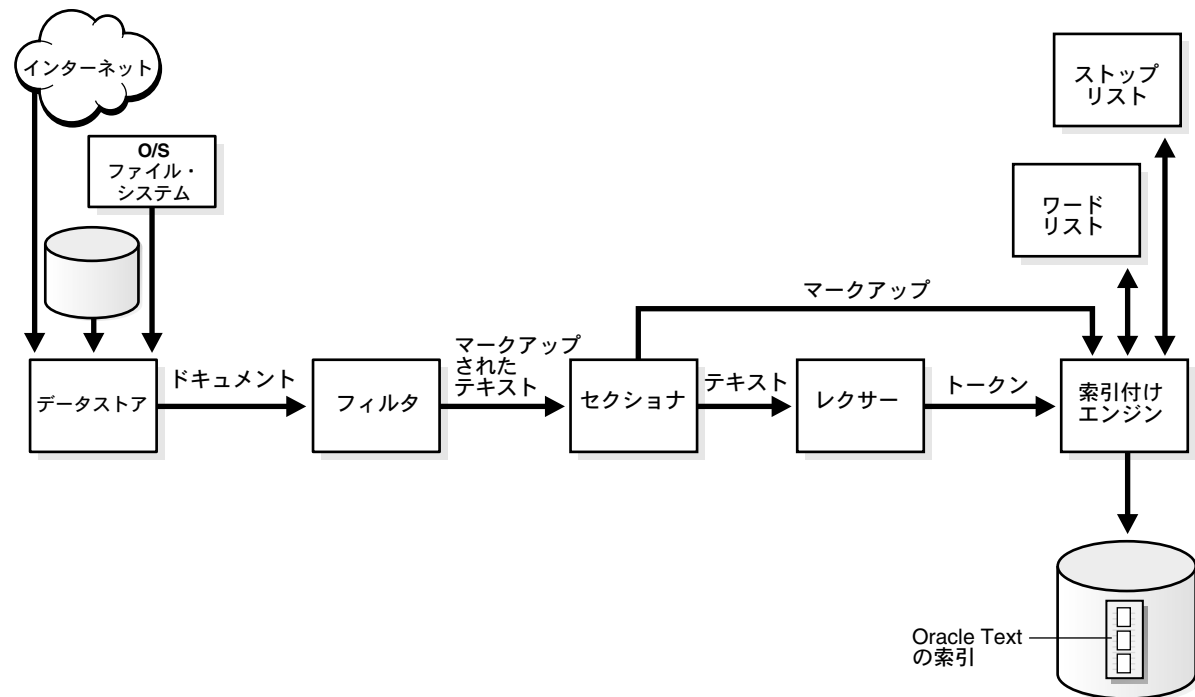 インターネット
O/S
ファイル・
システム
ストップ
リスト
ワード
リスト
マークアップ
データストア
ドキュメント
フィルタ
マークアップ
された
テキスト
セクショナ
テキスト
レクサー
トークン
索引付け
エンジン
Oracle Text
の索引